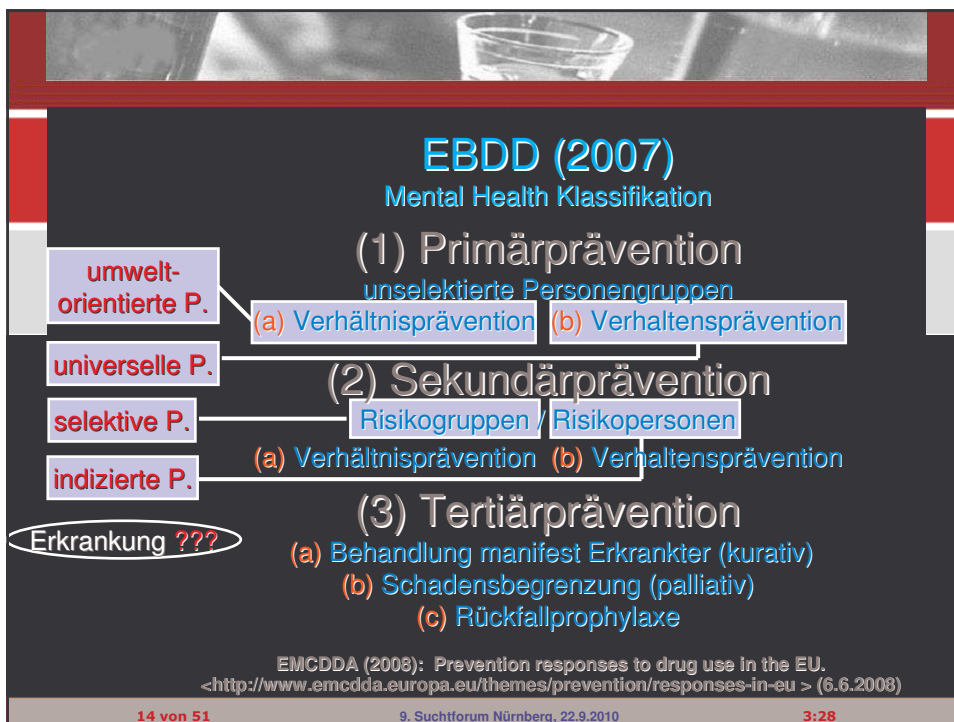 EBDD (2007)
Mental Health Klassifikation
(1) Primärprävention
unselektierte Personengruppen
umwelt-
orientierte P.
(a) Verhältnisprävention (b) Verhaltensprävention
universelle P.
(2) Sekundärprävention
selektive P.
Risikogruppen / Risikopersonen
(a) Verhältnisprävention (b) Verhaltensprävention
indizierte P.
(3) Tertiärprävention
Erkrankung ???
(a) Behandlung manifest Erkrankter (kurativ)
(b) Schadensbegrenzung (palliativ)
(c) Rückfallprophylaxe
EMCDDA (2008): Prevention responses to drug use in the EU.
<http://www.emcdda.europa.eu/themes/prevention/responses-in-eu > (6.6.2008)
14 von 51 9. Suchtforum Nürnberg, 22.9.2010 3:28